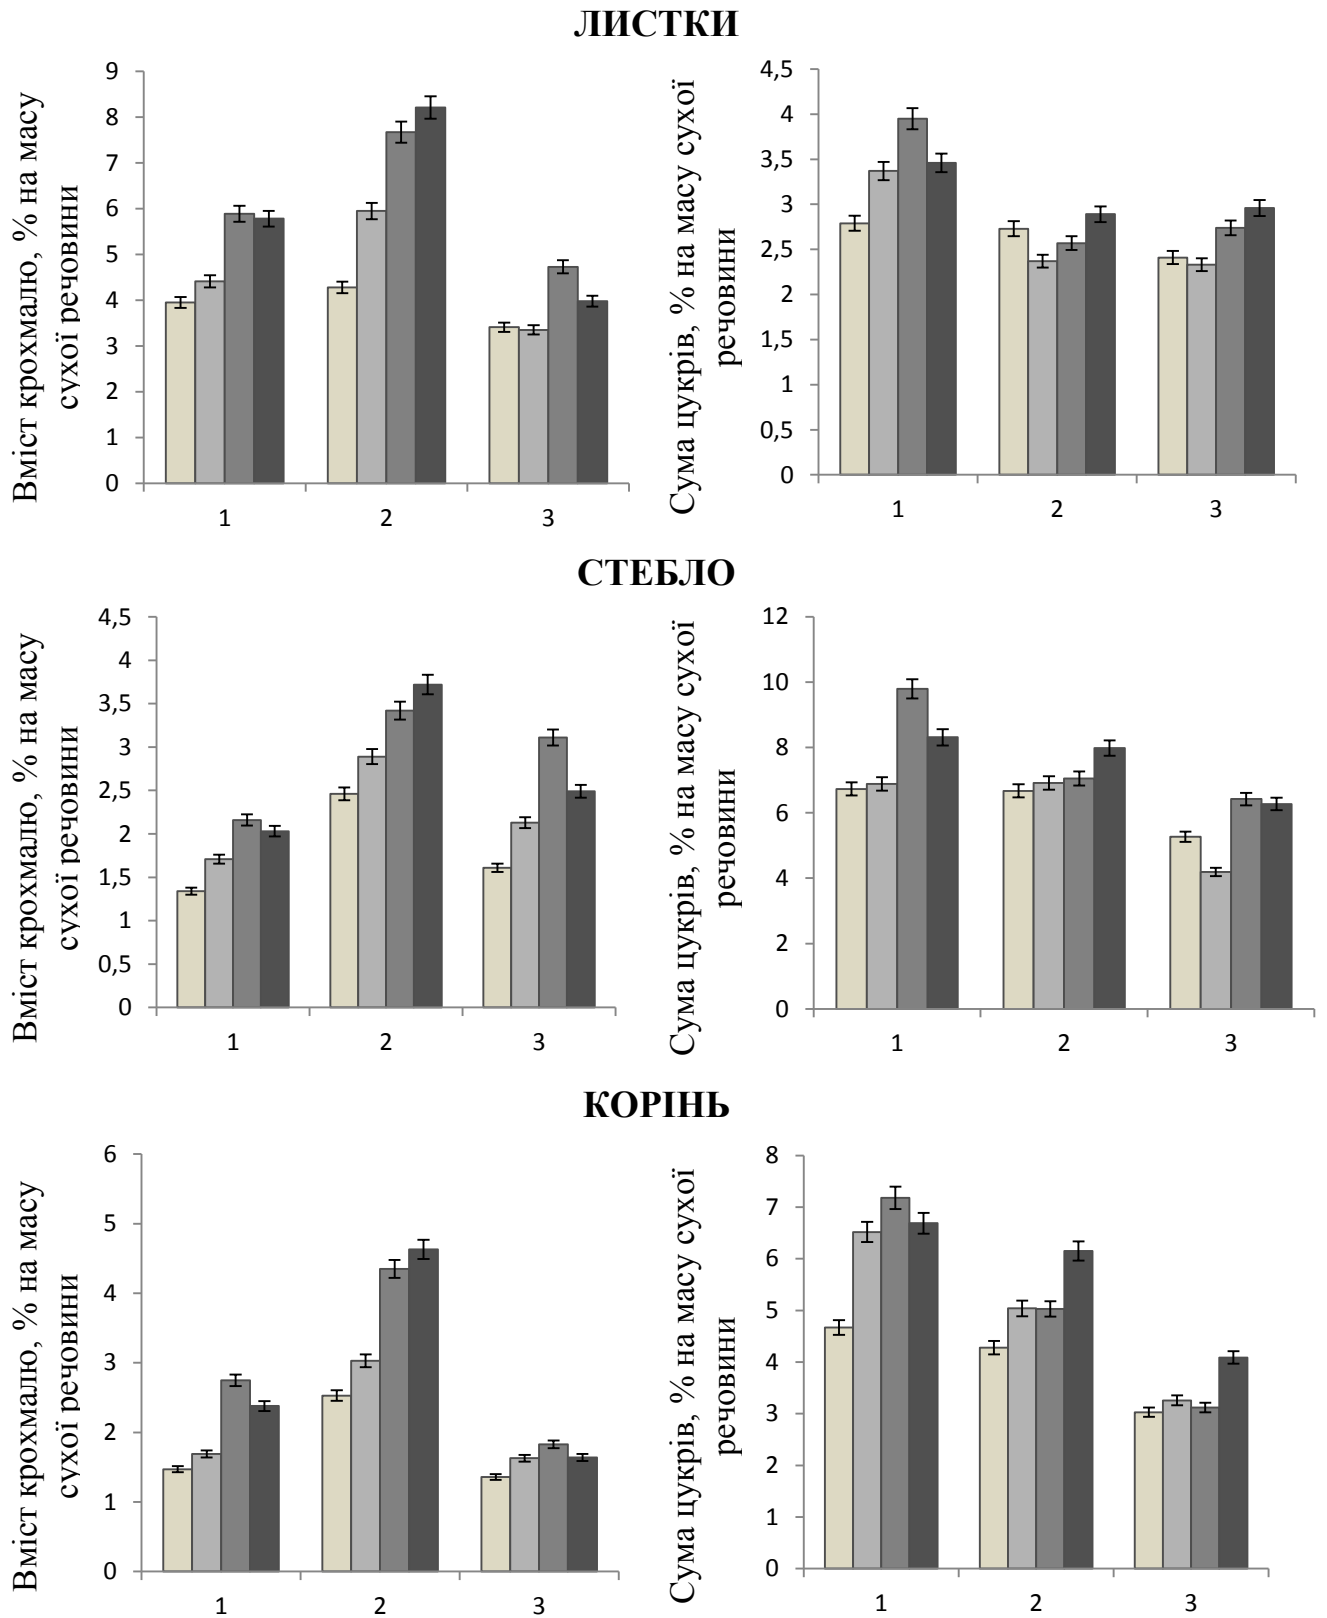 ЛИСТКИ
Вміст крохмалю, % на масу
сухої речовини
9
8
7
6
5
4
3
2
1
0
1 2 3
Сума цукрів, % на масу сухої
речовини
4,5
4
3,5
3
2,5
2
1,5
1
0,5
0
1 2 3
СТЕБЛО
Вміст крохмалю, % на масу
сухої речовини
4,5
4
3,5
3
2,5
2
1,5
1
0,5
0
1 2 3
Сума цукрів, % на масу сухої
речовини
12
10
8
6
4
2
0
1 2 3
КОРІНЬ
Вміст крохмалю, % на масу
сухої речовини
6
5
4
3
2
1
0
1 2 3
Сума цукрів, % на масу сухої
речовини
8
7
6
5
4
3
2
1
0
1 2 3